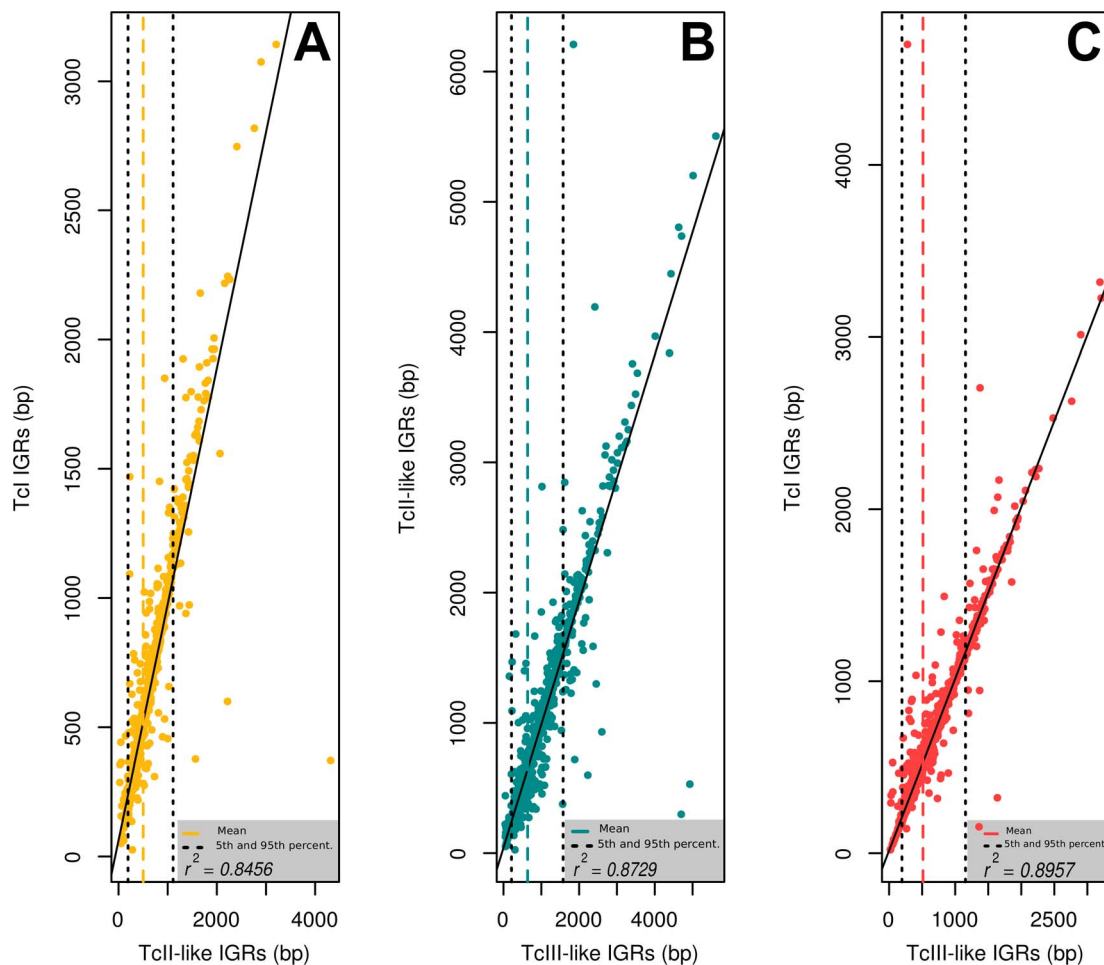 A
TcI IGRs (bp)
0
500
1000
1500
2000
2500
3000
Mean
5th and 95th percent.
r² = 0.8456
0
2000
4000
TcII-like IGRs (bp)
B
TcII-like IGRs (bp)
0
1000
2000
3000
4000
5000
6000
Mean
5th and 95th percent.
r² = 0.8729
0
2000
4000
TcIII-like IGRs (bp)
C
TcI IGRs (bp)
0
1000
2000
3000
4000
Mean
5th and 95th percent.
r² = 0.8957
0
1000
2500
TcIII-like IGRs (bp)